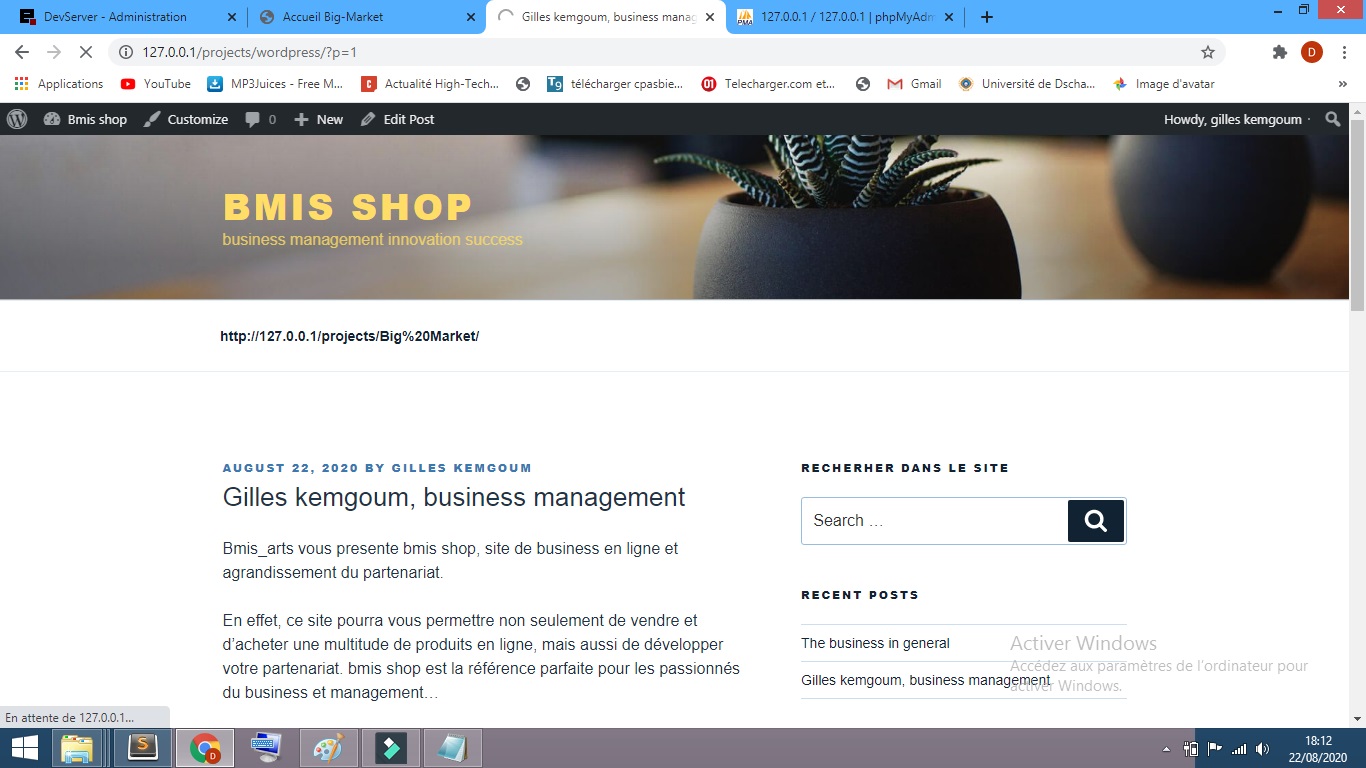 DevServer - Administration
Accueil Big-Market
Gilles kemgoum, business manag
127.0.0.1 / 127.0.0.1 | phpMyAdm
127.0.0.1/projects/wordpress/?p=1
D
Applications
YouTube
MP3Juices - Free M...
Actualité High-Tech...
télécharger cpasbie...
Telecharger.com et...
Gmail
Université de Dscha...
Image d'avatar
»
Bmis shop
Customize
0
New
Edit Post
Howdy, gilles kemgoum
BMIS SHOP
business management innovation success
http://127.0.0.1/projects/Big%20Market/
AUGUST 22, 2020 BY GILLES KEMGOUM
Gilles kemgoum, business management
Bmis_arts vous presente bmis shop, site de business en ligne et
agrandissement du partenariat.
En effet, ce site pourra vous permettre non seulement de vendre et
d'acheter une multitude de produits en ligne, mais aussi de développer
votre partenariat. bmis shop est la référence parfaite pour les passionnés
du business et management…
RECHERHER DANS LE SITE
Search …
RECENT POSTS
The business in general
Gilles kemgoum, business management
Activer Windows
Accédez aux paramètres de l'ordinateur pour
activer Windows.
En attente de 127.0.0.1...
18:12
22/08/2020